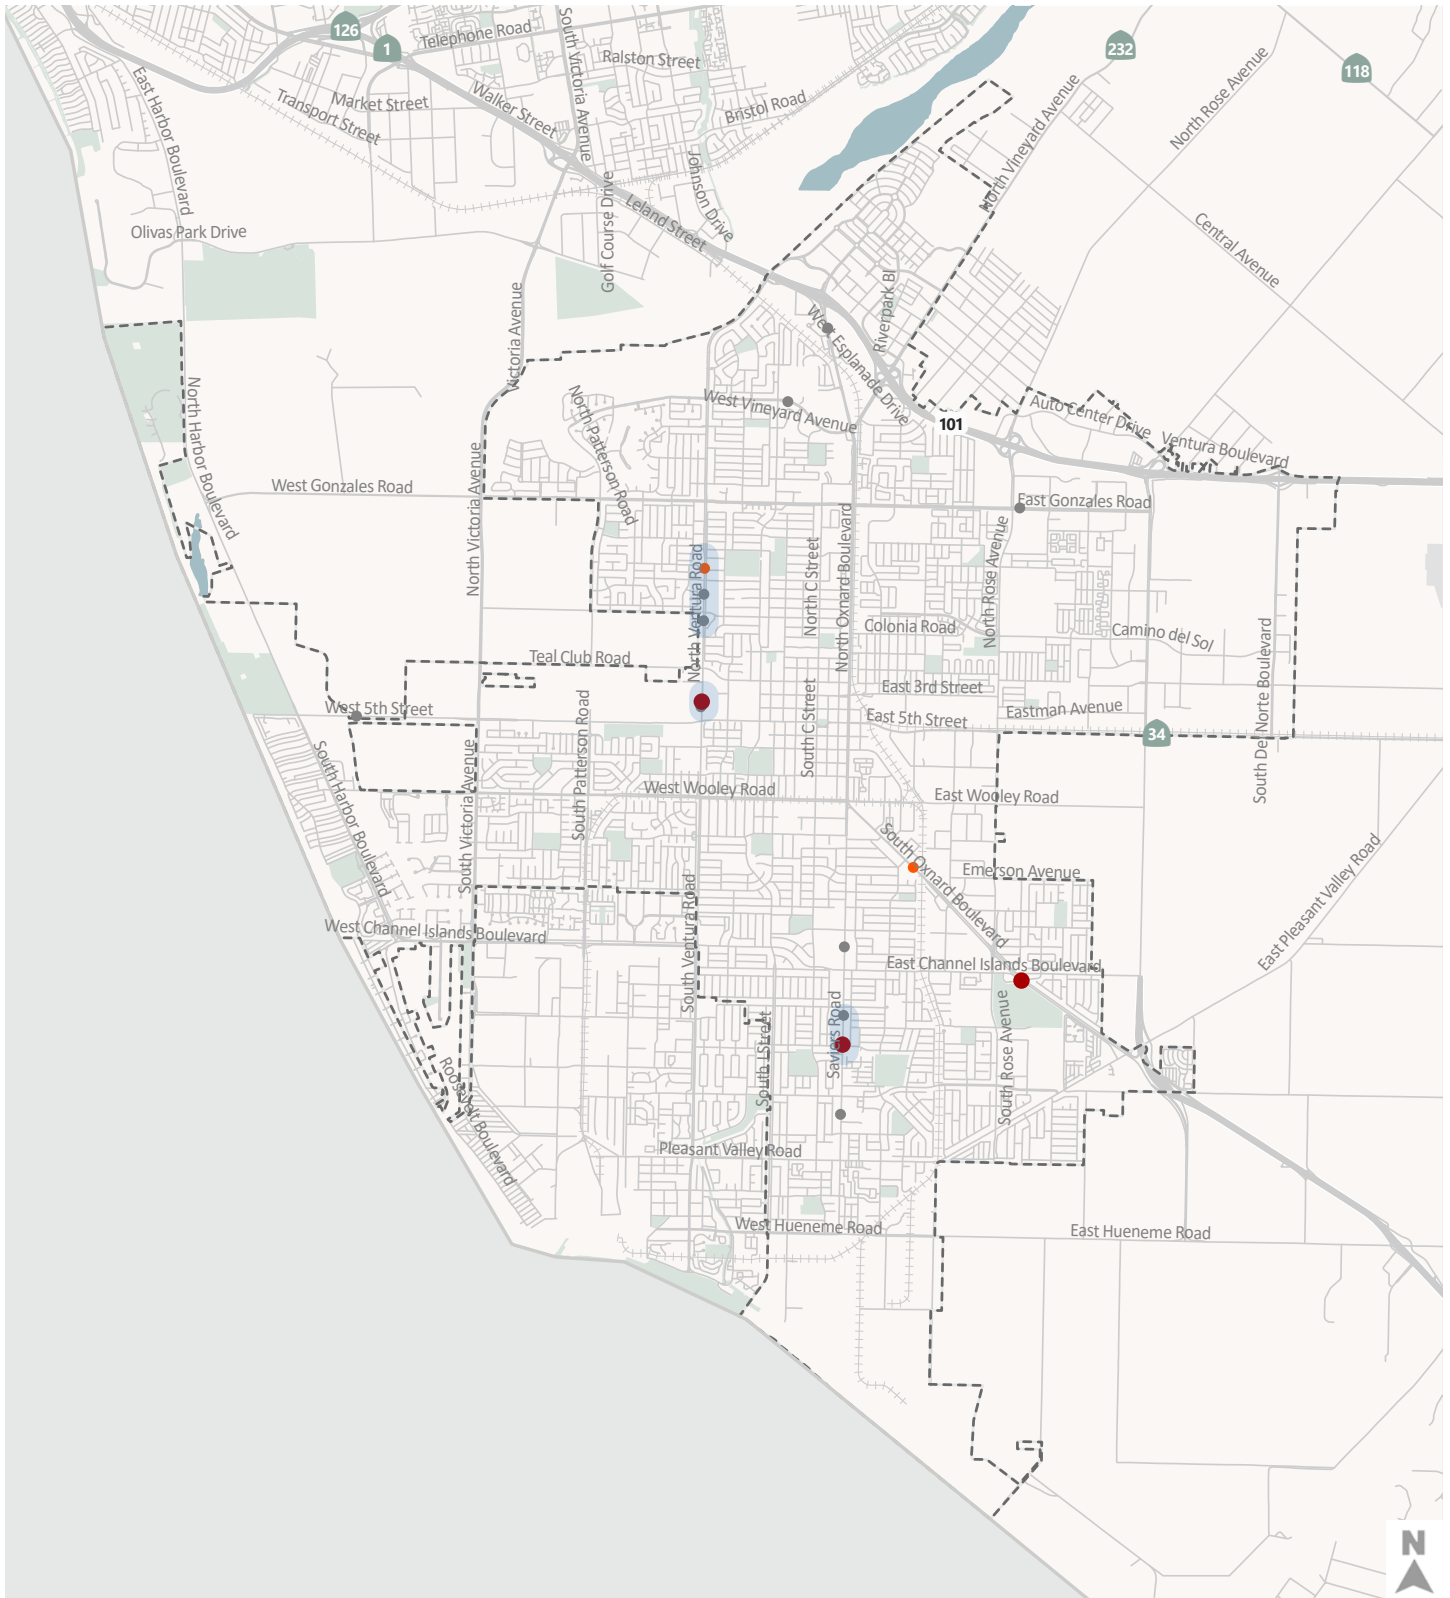 126
1
Telephone Road
South Victoria Avenue
Ralston Street
232
118
East Harbor Boulevard
Market Street
Transport Street
Walker Street
Bristol Road
North Vineyard Avenue
North Rose Avenue
Johnson Drive
Golf Course Drive
Leland Street
Olivas Park Drive
Central Avenue
Victoria Avenue
Riverpark Bl
West Esplanade Drive
North Harbor Boulevard
North Patterson Road
West Vineyard Avenue
101
Auto Center Drive
Ventura Boulevard
West Gonzales Road
East Gonzales Road
North Victoria Avenue
North Ventura Road
North C Street
North Oxnard Boulevard
North Rose Avenue
Colonia Road
Camino del Sol
Teal Club Road
East 3rd Street
West 5th Street
East 5th Street
Eastman Avenue
34
South Del Norte Boulevard
South Harbor Boulevard
South Victoria Avenue
South Patterson Road
South C Street
West Wooley Road
East Wooley Road
South Oxnard Boulevard
Emerson Avenue
East Pleasant Valley Road
West Channel Islands Boulevard
South Ventura Road
East Channel Islands Boulevard
Saviers Road
South J Street
South Rose Avenue
Roosevelt Boulevard
Pleasant Valley Road
West Hueneme Road
East Hueneme Road
N